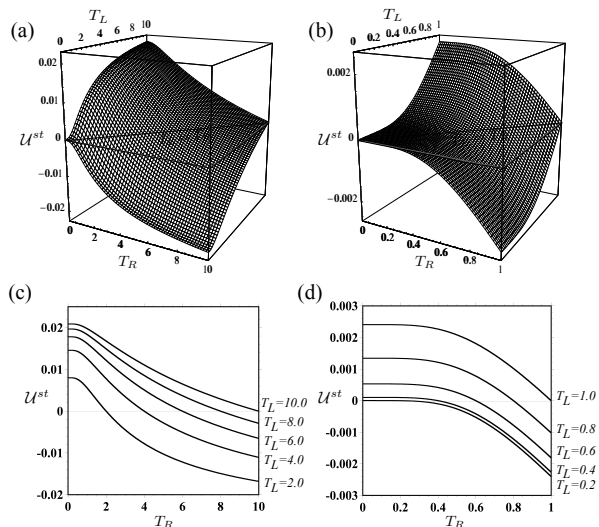 (a)
T_L
0 2 4 6 8 10
0.02
0.01
𝒰^{st} 0
−0.01
−0.02
0 2 4 6 8 10
T_R
(b)
T_L
0 0.2 0.4 0.6 0.8 1
0.002
𝒰^{st} 0
−0.002
0 0.2 0.4 0.6 0.8 1
T_R
(c)
0.02
0.01
𝒰^{st} 0
-0.01
-0.02
0 2 4 6 8 10
T_R
T_L=10.0
T_L=8.0
T_L=6.0
T_L=4.0
T_L=2.0
(d)
0.003
0.002
0.001
𝒰^{st} 0
-0.001
-0.002
-0.003
0 0.2 0.4 0.6 0.8 1
T_R
T_L=1.0
T_L=0.8
T_L=0.6
T_L=0.4
T_L=0.2